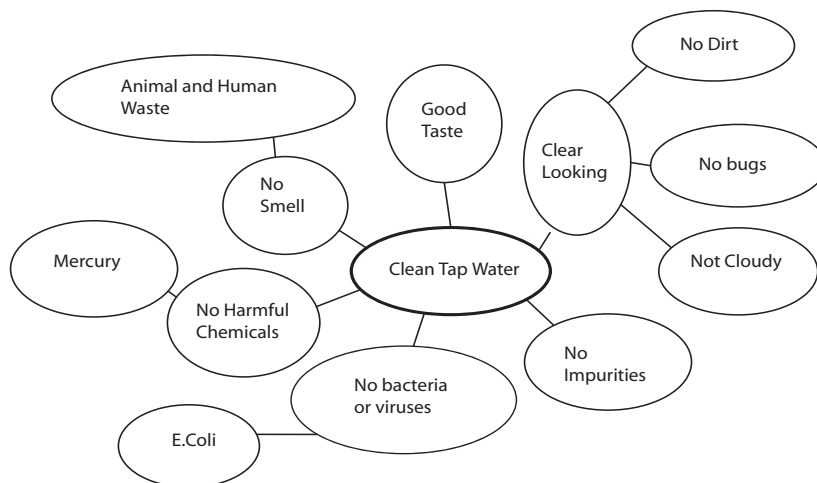 No Dirt
Animal and Human
Waste
Good
Taste
Clear
Looking
No bugs
No
Smell
Mercury
Clean Tap Water
Not Cloudy
No Harmful
Chemicals
No
Impurities
No bacteria
or viruses
E.Coli